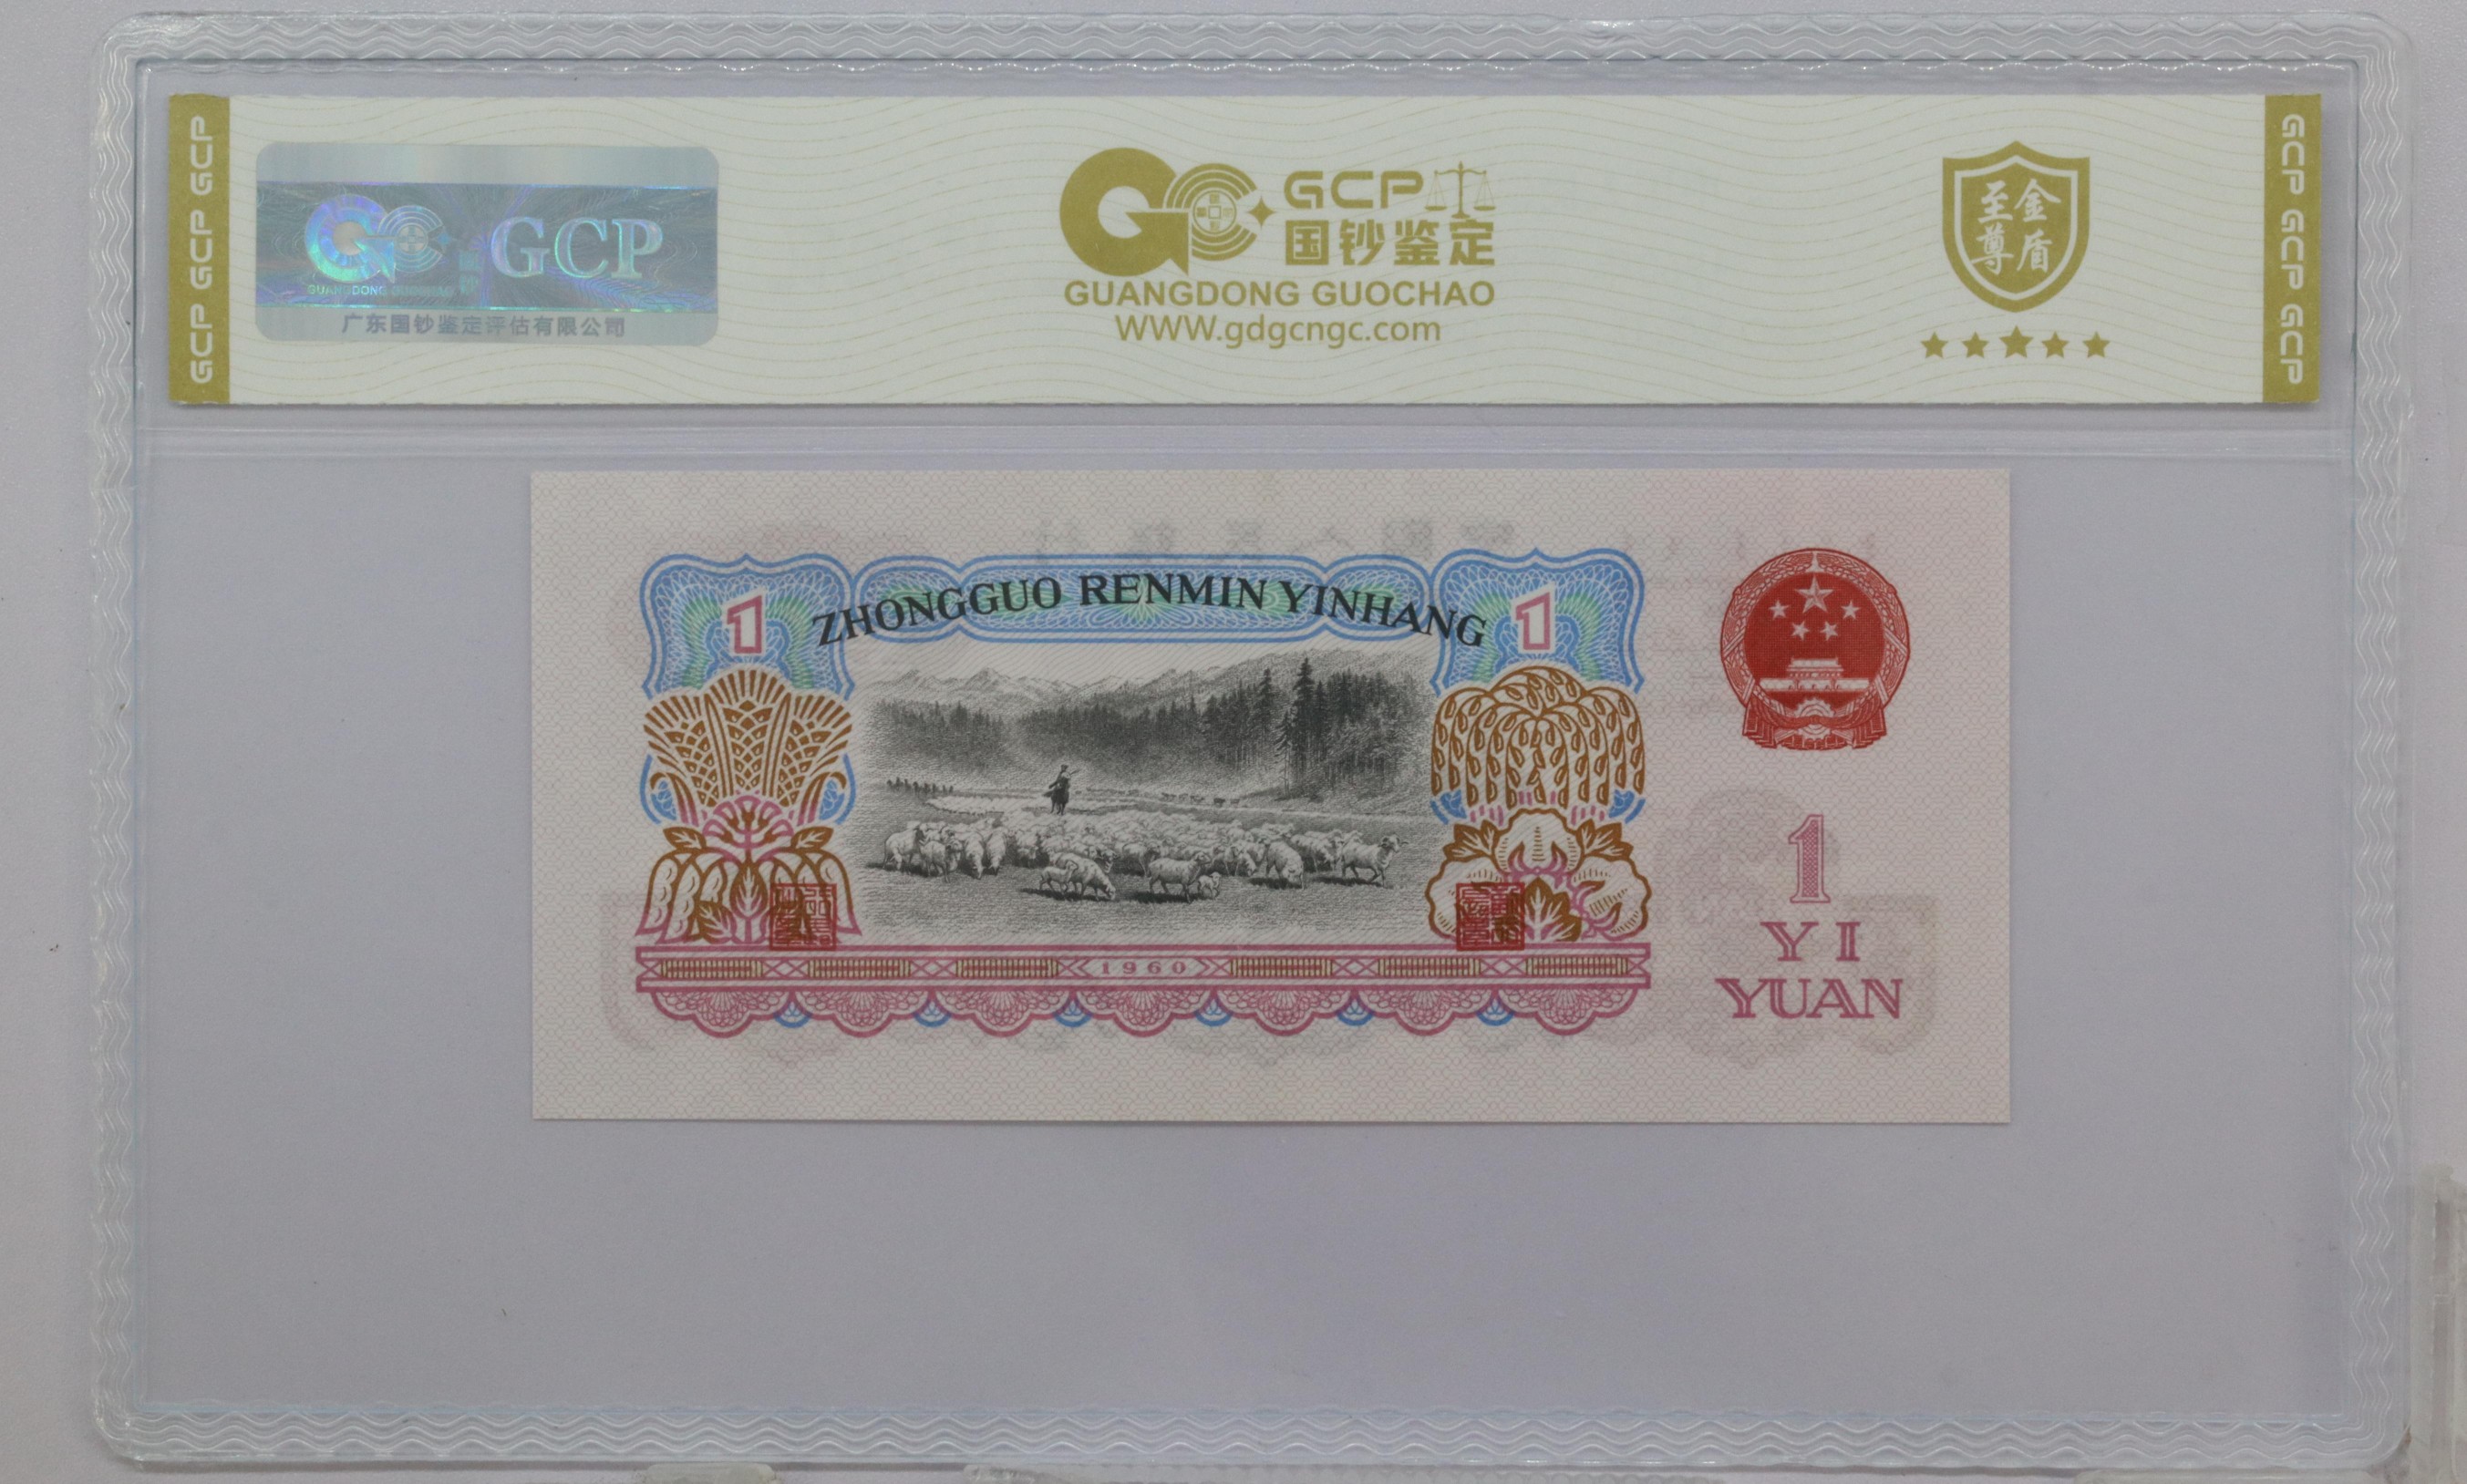 GCP GCP GCP
GCP
GUANGDONG GUOCHAO
广东国钞鉴定评估有限公司
GCP
国钞鉴定
GUANGDONG GUOCHAO
WWW.gdgcngc.com
至金
尊盾
GCP GCP GCP
ZHONGGUO RENMIN YINHANG
1
1
1
YI
YUAN
1960